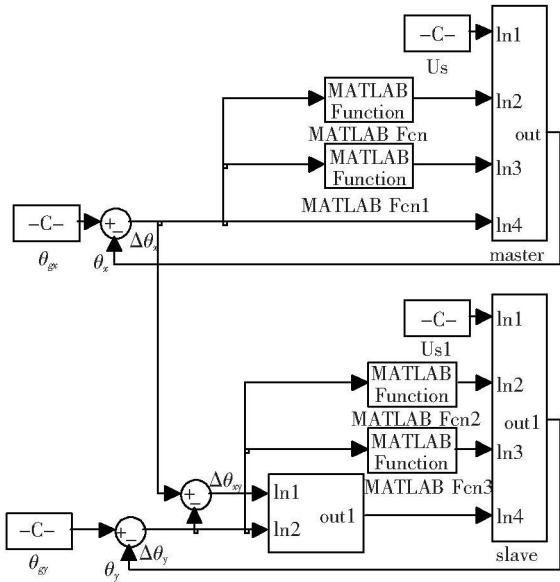 -C-
ln1
Us
MATLAB
Function
ln2
MATLAB Fcn
out
MATLAB
Function
ln3
MATLAB Fcn1
-C-
+
−
Δθx
ln4
θgx
θx
master
-C-
ln1
Us1
MATLAB
Function
ln2
MATLAB Fcn2
out1
MATLAB
Function
ln3
MATLAB Fcn3
+
−
Δθxy
ln1
out1
ln4
-C-
+
−
ln2
θgy
Δθy
θy
slave